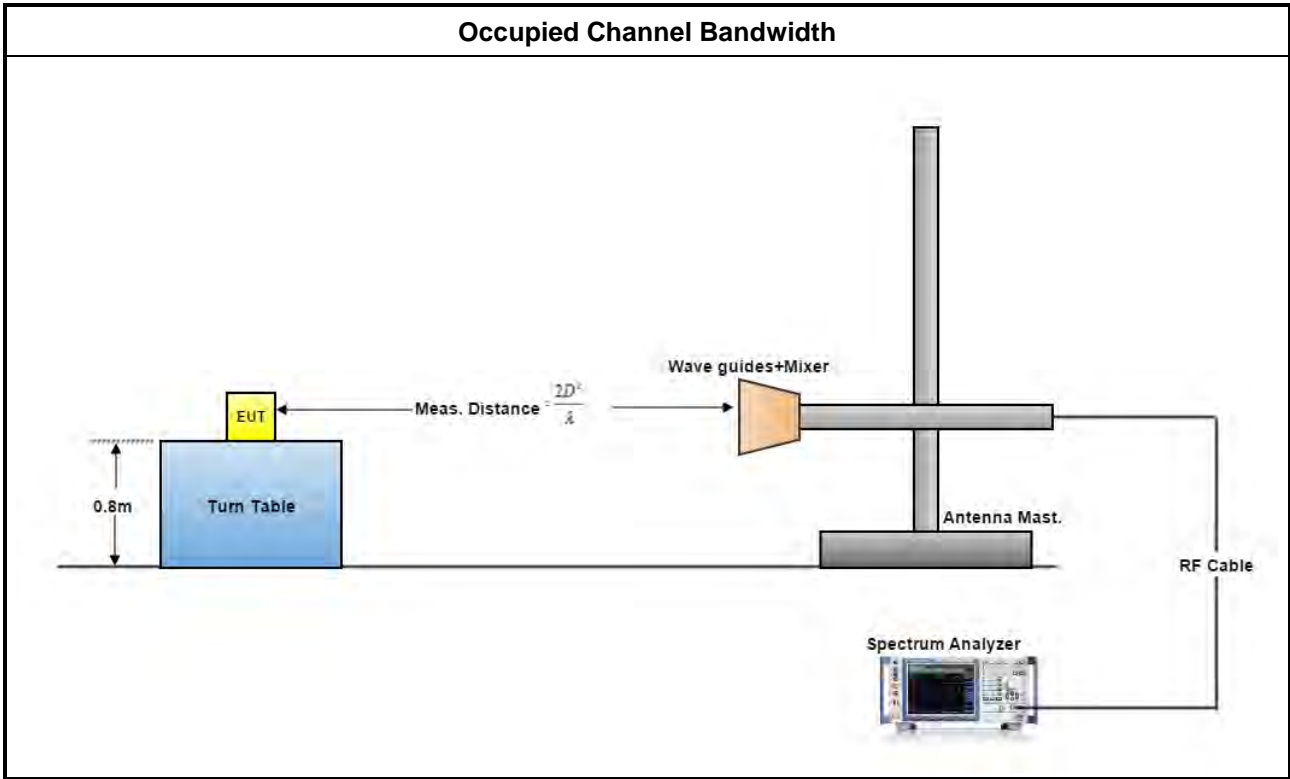 Occupied Channel Bandwidth
Wave guides+Mixer
EUT
Meas. Distance = 2D²/λ
0.8m
Turn Table
Antenna Mast.
RF Cable
Spectrum Analyzer